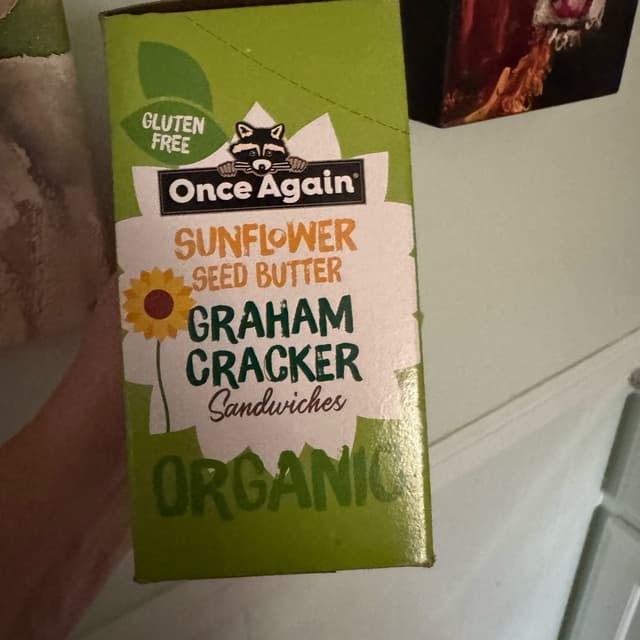 GLUTEN
FREE
Once Again
SUNFLOWER
SEED BUTTER
GRAHAM
CRACKER
Sandwiches
ORGANIC